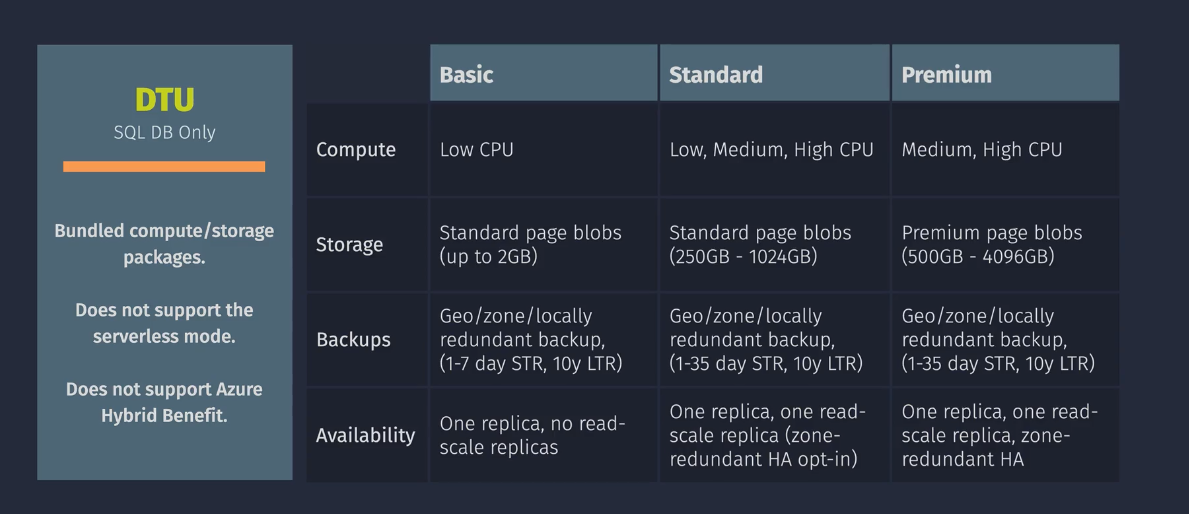 DTU
SQL DB Only
Bundled compute/storage
packages.
Does not support the
serverless mode.
Does not support Azure
Hybrid Benefit.
Basic
Standard
Premium
Compute
Low CPU
Low, Medium, High CPU
Medium, High CPU
Storage
Standard page blobs
(up to 2GB)
Standard page blobs
(250GB - 1024GB)
Premium page blobs
(500GB - 4096GB)
Backups
Geo/zone/locally
redundant backup,
(1-7 day STR, 10y LTR)
Geo/zone/locally
redundant backup,
(1-35 day STR, 10y LTR)
Geo/zone/locally
redundant backup,
(1-35 day STR, 10y LTR)
Availability
One replica, no read-
scale replicas
One replica, one read-
scale replica (zone-
redundant HA opt-in)
One replica, one read-
scale replica, zone-
redundant HA